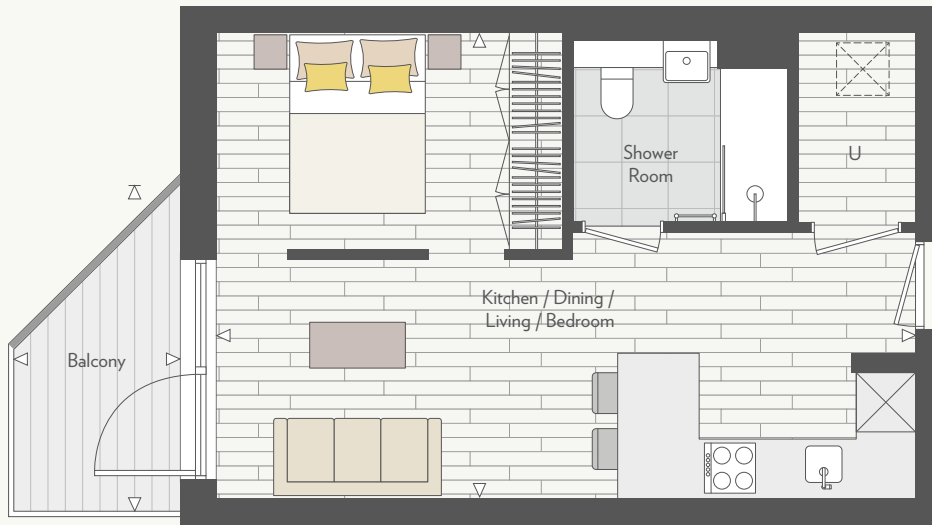 Shower
Room
U
Kitchen / Dining /
Living / Bedroom
Balcony